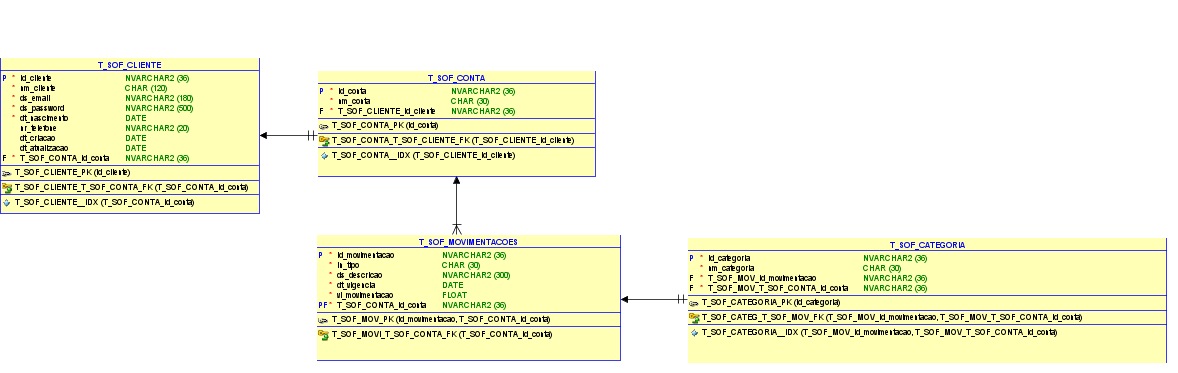 T_SOF_CLIENTE
P * id_cliente NVARCHAR2 (36)
* nm_cliente CHAR (120)
* ds_email NVARCHAR2 (180)
* ds_password NVARCHAR2 (500)
* dt_nascimento DATE
nr_telefone NVARCHAR2 (20)
dt_criacao DATE
dt_atualizacao DATE
F * T_SOF_CONTA_id_conta NVARCHAR2 (36)
T_SOF_CLIENTE_PK (id_cliente)
T_SOF_CLIENTE_T_SOF_CONTA_FK (T_SOF_CONTA_id_conta)
T_SOF_CLIENTE__IDX (T_SOF_CONTA_id_conta)
T_SOF_CONTA
P * id_conta NVARCHAR2 (36)
* nm_conta CHAR (30)
F * T_SOF_CLIENTE_id_cliente NVARCHAR2 (36)
T_SOF_CONTA_PK (id_conta)
T_SOF_CONTA_T_SOF_CLIENTE_FK (T_SOF_CLIENTE_id_cliente)
T_SOF_CONTA__IDX (T_SOF_CLIENTE_id_cliente)
T_SOF_MOVIMENTACOES
P * id_movimentacao NVARCHAR2 (36)
* in_tipo CHAR (30)
* ds_descricao NVARCHAR2 (300)
* dt_vigencia DATE
* vl_movimentacao FLOAT
PF * T_SOF_CONTA_id_conta NVARCHAR2 (36)
T_SOF_MOV_PK (id_movimentacao, T_SOF_CONTA_id_conta)
T_SOF_MOVI_T_SOF_CONTA_FK (T_SOF_CONTA_id_conta)
T_SOF_CATEGORIA
P * id_categoria NVARCHAR2 (36)
* nm_categoria CHAR (30)
F * T_SOF_MOV_id_movimentacao NVARCHAR2 (36)
F * T_SOF_MOV_T_SOF_CONTA_id_conta NVARCHAR2 (36)
T_SOF_CATEGORIA_PK (id_categoria)
T_SOF_CATEG_T_SOF_MOV_FK (T_SOF_MOV_id_movimentacao, T_SOF_MOV_T_SOF_CONTA_id_conta)
T_SOF_CATEGORIA__IDX (T_SOF_MOV_id_movimentacao, T_SOF_MOV_T_SOF_CONTA_id_conta)